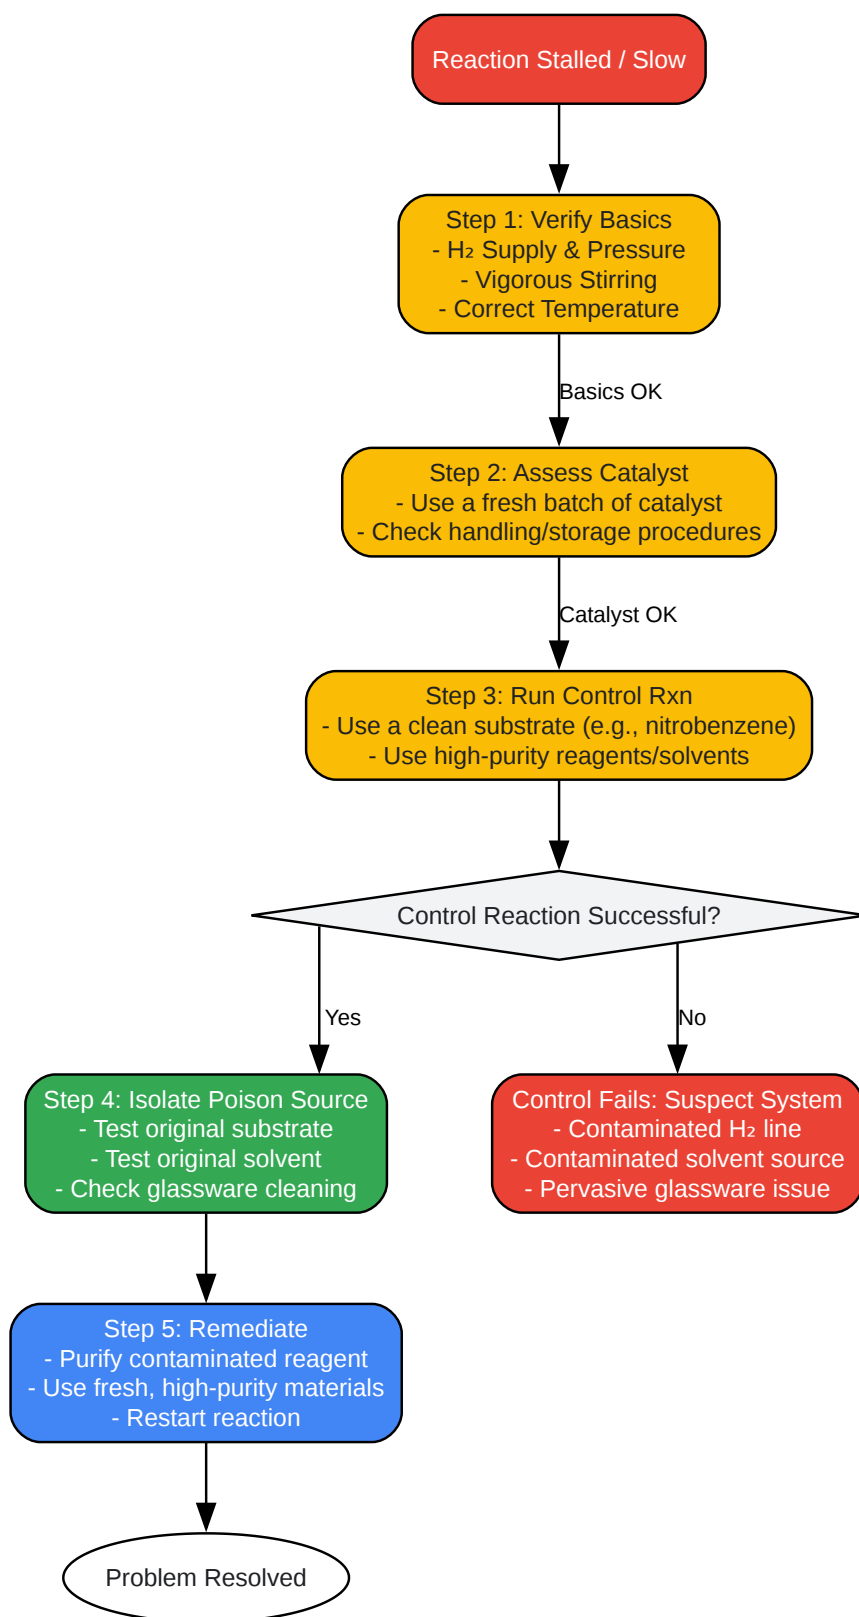 Reaction Stalled / Slow
Step 1: Verify Basics
- H₂ Supply & Pressure
- Vigorous Stirring
- Correct Temperature
Basics OK
Step 2: Assess Catalyst
- Use a fresh batch of catalyst
- Check handling/storage procedures
Catalyst OK
Step 3: Run Control Rxn
- Use a clean substrate (e.g., nitrobenzene)
- Use high-purity reagents/solvents
Control Reaction Successful?
Yes
No
Step 4: Isolate Poison Source
- Test original substrate
- Test original solvent
- Check glassware cleaning
Control Fails: Suspect System
- Contaminated H₂ line
- Contaminated solvent source
- Pervasive glassware issue
Step 5: Remediate
- Purify contaminated reagent
- Use fresh, high-purity materials
- Restart reaction
Problem Resolved